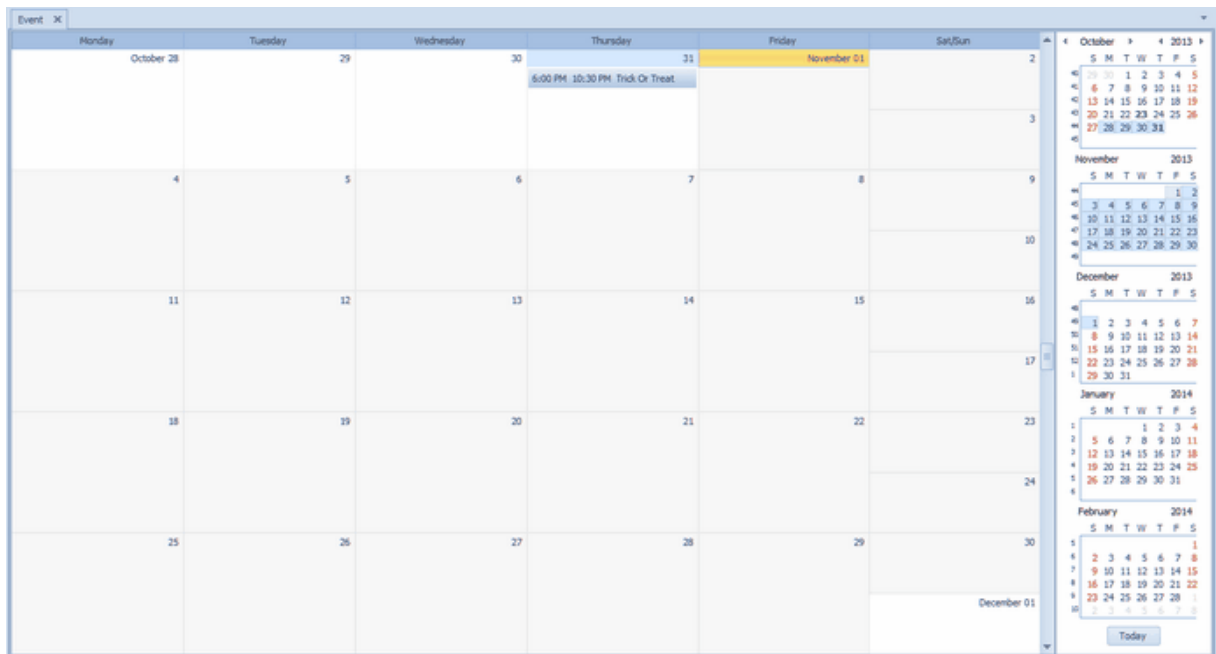 Event
Monday Tuesday Wednesday Thursday Friday Sat/Sun
October 28 29 30 31 November 01 2
6:00 PM 10:30 PM Trick Or Treat
3
4 5 6 7 8 9
10
11 12 13 14 15 16
17
18 19 20 21 22 23
24
25 26 27 28 29 30
December 01
October 2013
S M T W T F S
29 30 1 2 3 4 5
6 7 8 9 10 11 12
13 14 15 16 17 18 19
20 21 22 23 24 25 26
27 28 29 30 31
November 2013
S M T W T F S
1 2
3 4 5 6 7 8 9
10 11 12 13 14 15 16
17 18 19 20 21 22 23
24 25 26 27 28 29 30
December 2013
S M T W T F S
1 2 3 4 5 6 7
8 9 10 11 12 13 14
15 16 17 18 19 20 21
22 23 24 25 26 27 28
29 30 31
January 2014
S M T W T F S
1 2 3 4
5 6 7 8 9 10 11
12 13 14 15 16 17 18
19 20 21 22 23 24 25
26 27 28 29 30 31
February 2014
S M T W T F S
1
2 3 4 5 6 7 8
9 10 11 12 13 14 15
16 17 18 19 20 21 22
23 24 25 26 27 28 1
2 3 4 5 6 7 8
Today